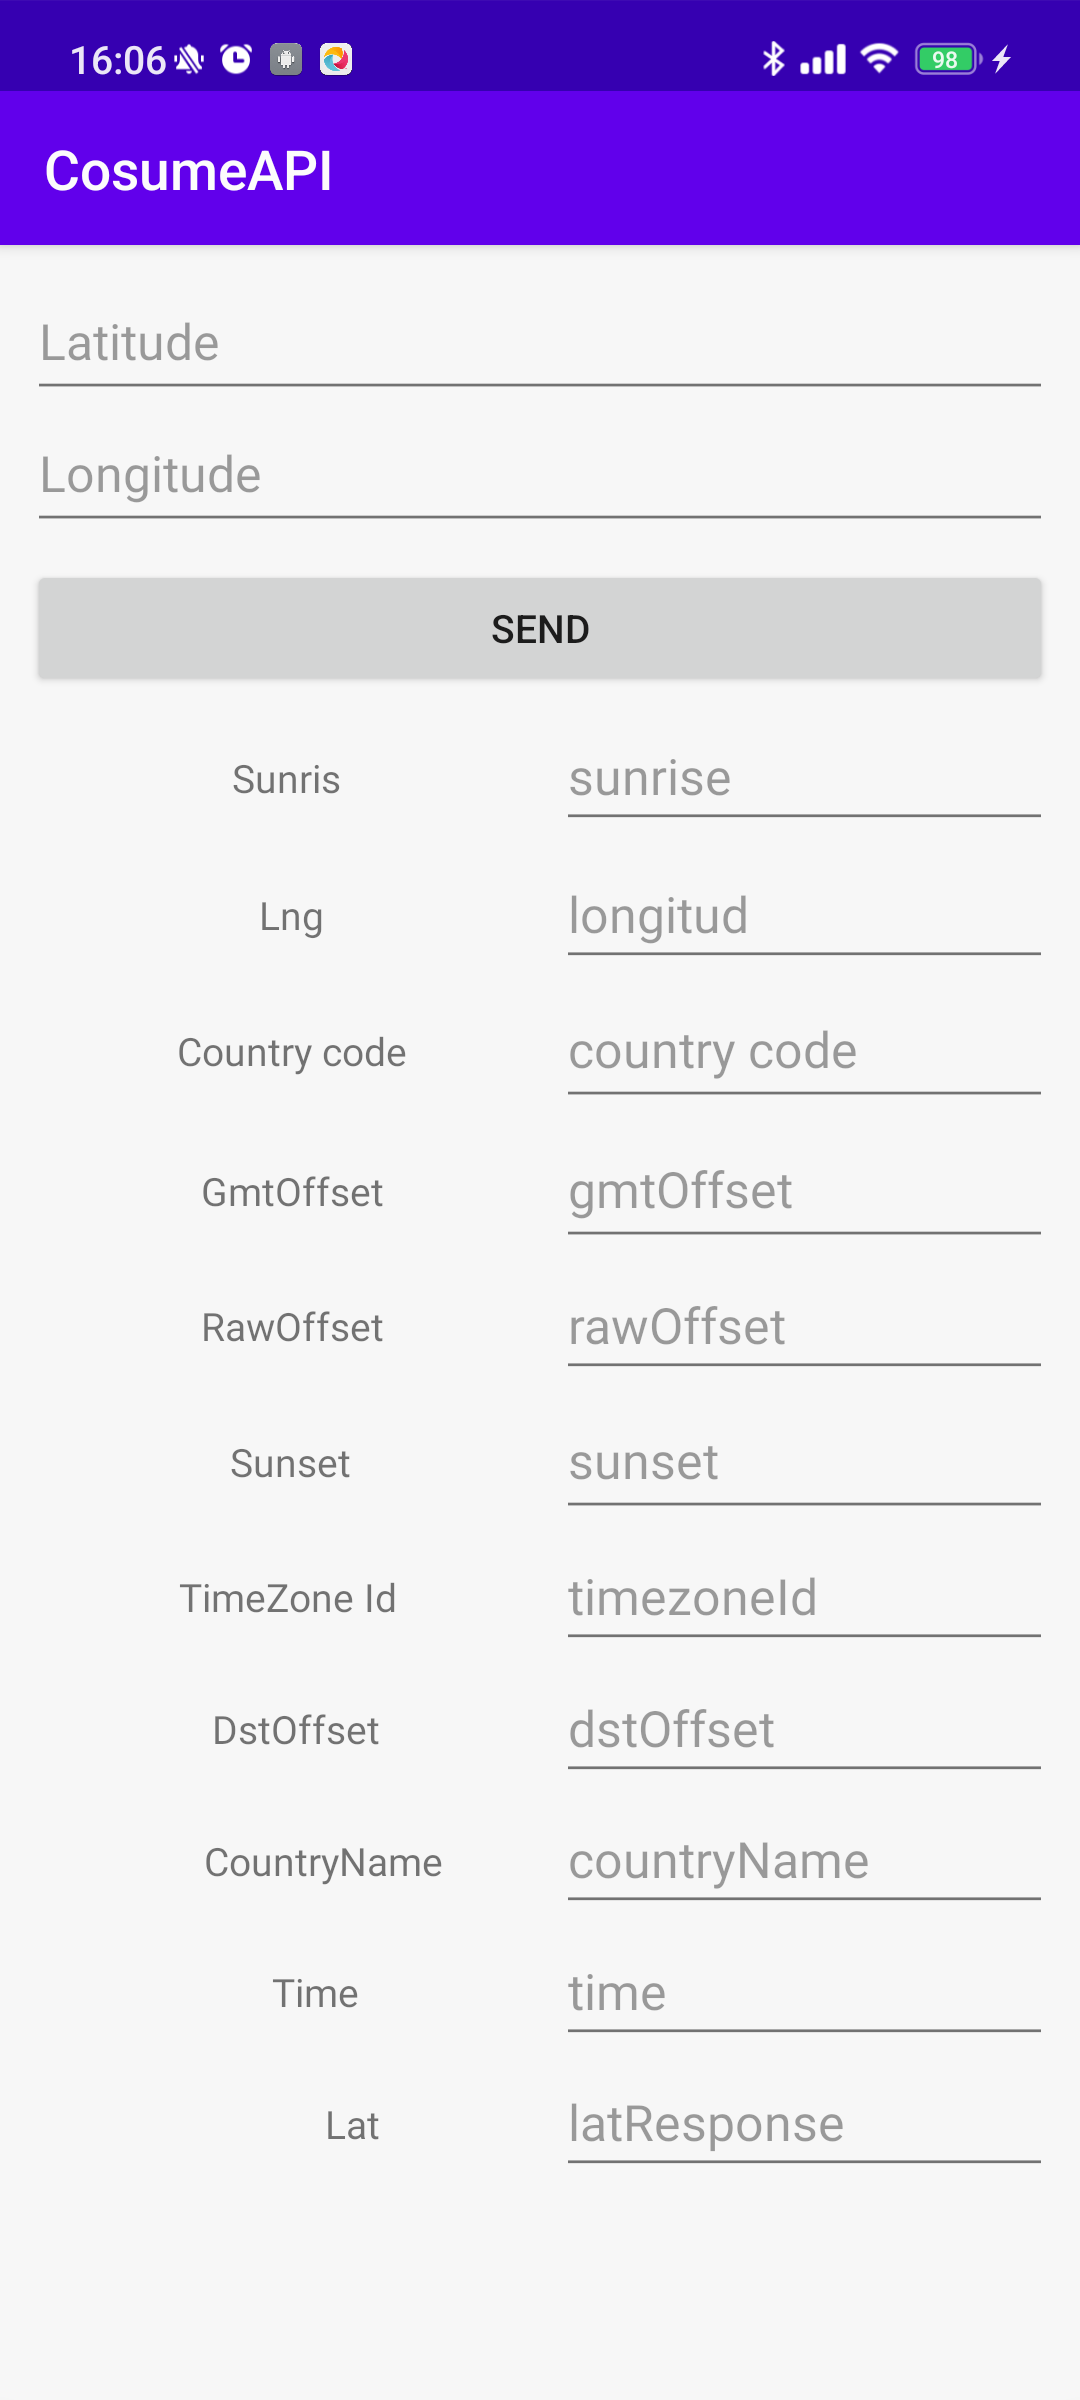 16:06 98
CosumeAPI
Latitude
Longitude
SEND
Sunris sunrise
Lng longitud
Country code country code
GmtOffset gmtOffset
RawOffset rawOffset
Sunset sunset
TimeZone Id timezoneId
DstOffset dstOffset
CountryName countryName
Time time
Lat latResponse